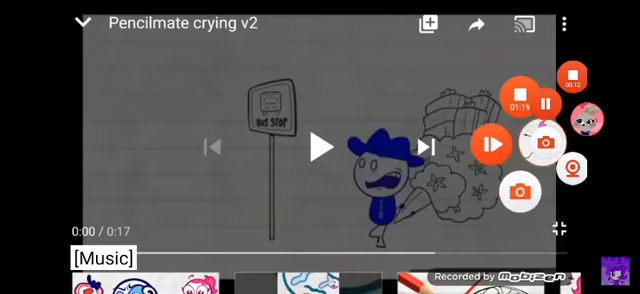 Pencilmate crying v2
BUS STOP
00:12
01:19
0:00 / 0:17
[Music]
Recorded by MOBIZEN